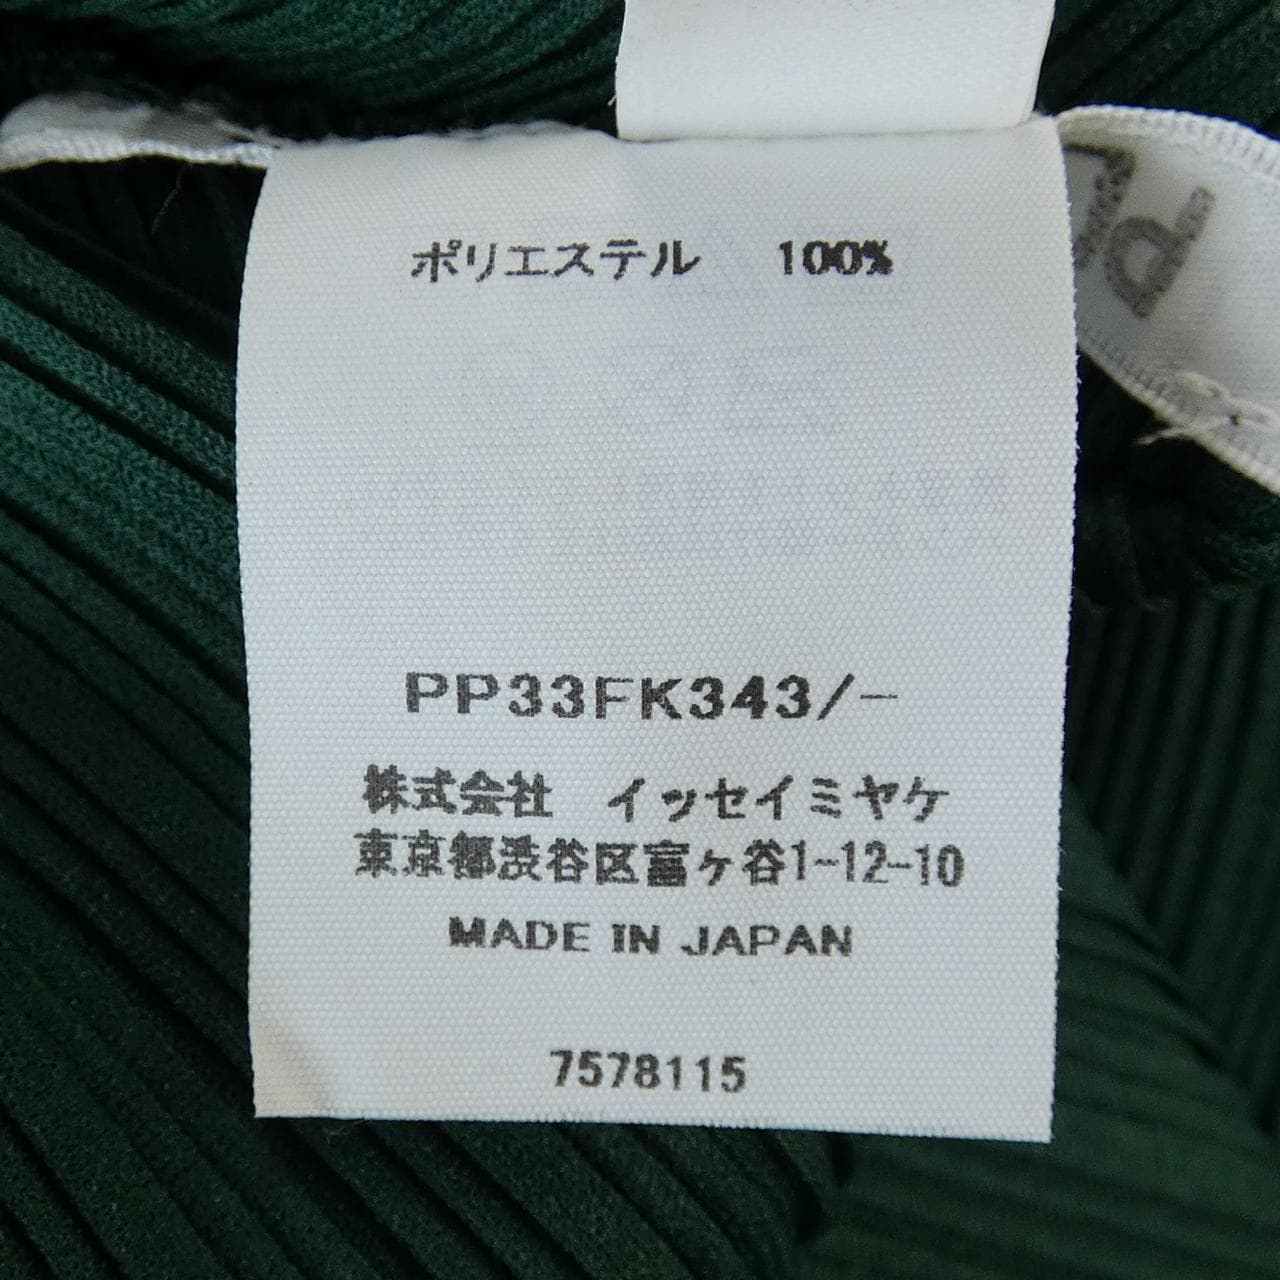 ポリエステル 100%
PP33FK343/-
株式会社 イッセイミヤケ
東京都渋谷区富ヶ谷1-12-10
MADE IN JAPAN
7578115